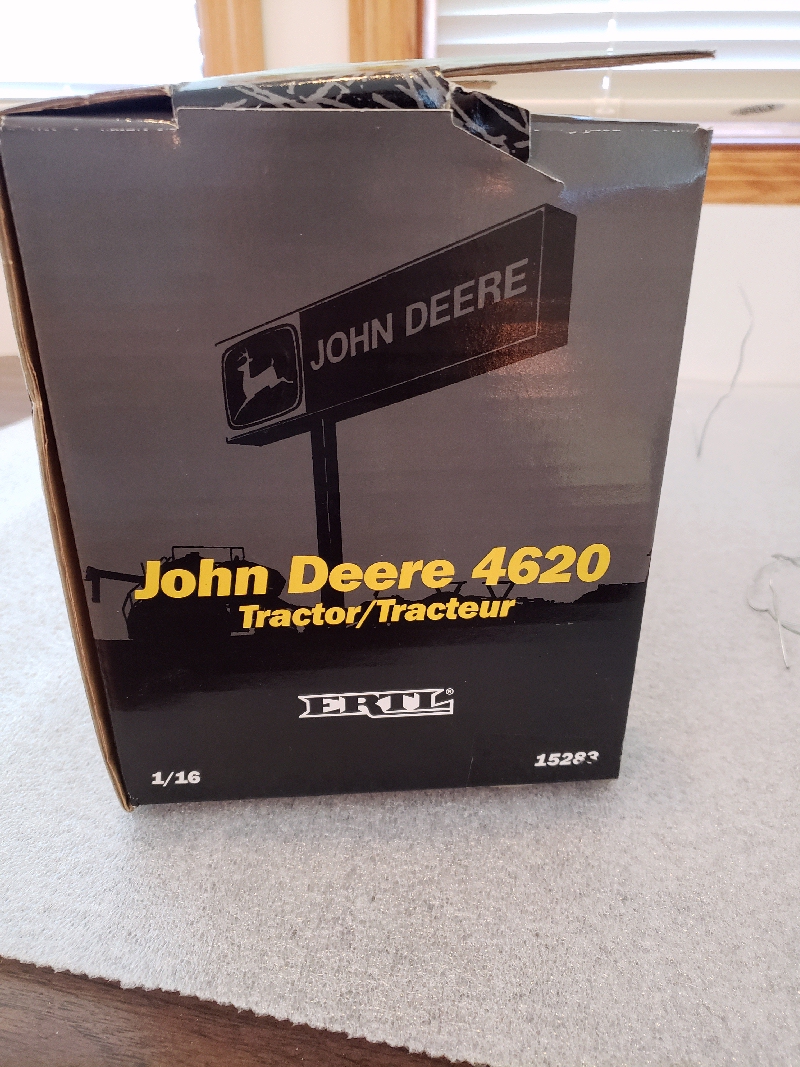 JOHN DEERE
John Deere 4620
Tractor/Tracteur
ERTL®
1/16
15283